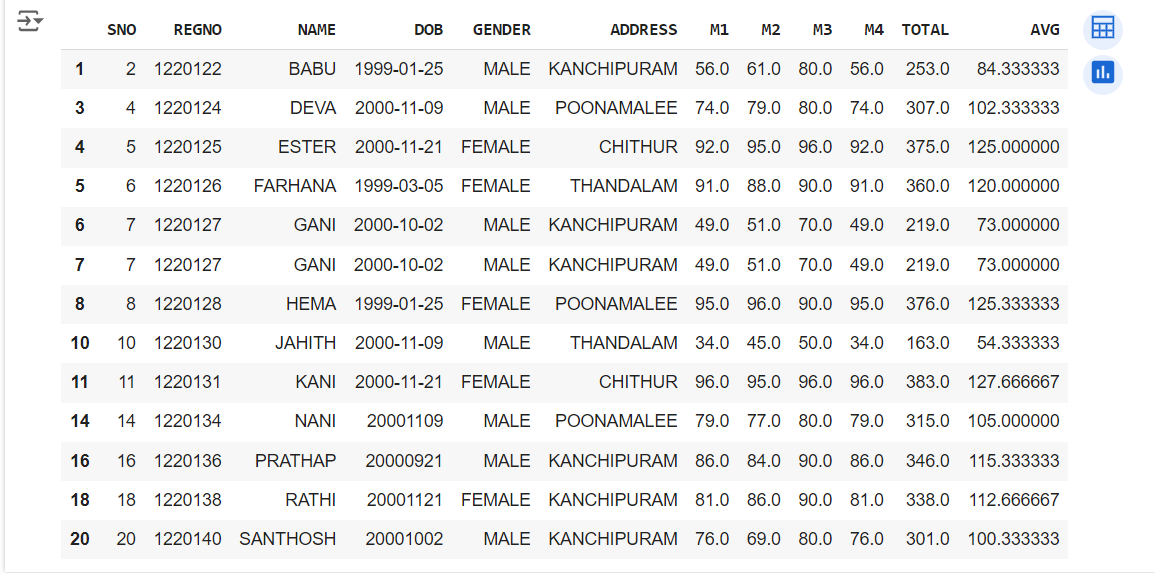 SNO REGNO NAME DOB GENDER ADDRESS M1 M2 M3 M4 TOTAL AVG
1 2 1220122 BABU 1999-01-25 MALE KANCHIPURAM 56.0 61.0 80.0 56.0 253.0 84.333333
3 4 1220124 DEVA 2000-11-09 MALE POONAMALEE 74.0 79.0 80.0 74.0 307.0 102.333333
4 5 1220125 ESTER 2000-11-21 FEMALE CHITHUR 92.0 95.0 96.0 92.0 375.0 125.000000
5 6 1220126 FARHANA 1999-03-05 FEMALE THANDALAM 91.0 88.0 90.0 91.0 360.0 120.000000
6 7 1220127 GANI 2000-10-02 MALE KANCHIPURAM 49.0 51.0 70.0 49.0 219.0 73.000000
7 7 1220127 GANI 2000-10-02 MALE KANCHIPURAM 49.0 51.0 70.0 49.0 219.0 73.000000
8 8 1220128 HEMA 1999-01-25 FEMALE POONAMALEE 95.0 96.0 90.0 95.0 376.0 125.333333
10 10 1220130 JAHITH 2000-11-09 MALE THANDALAM 34.0 45.0 50.0 34.0 163.0 54.333333
11 11 1220131 KANI 2000-11-21 FEMALE CHITHUR 96.0 95.0 96.0 96.0 383.0 127.666667
14 14 1220134 NANI 20001109 MALE POONAMALEE 79.0 77.0 80.0 79.0 315.0 105.000000
16 16 1220136 PRATHAP 20000921 MALE KANCHIPURAM 86.0 84.0 90.0 86.0 346.0 115.333333
18 18 1220138 RATHI 20001121 FEMALE KANCHIPURAM 81.0 86.0 90.0 81.0 338.0 112.666667
20 20 1220140 SANTHOSH 20001002 MALE KANCHIPURAM 76.0 69.0 80.0 76.0 301.0 100.333333